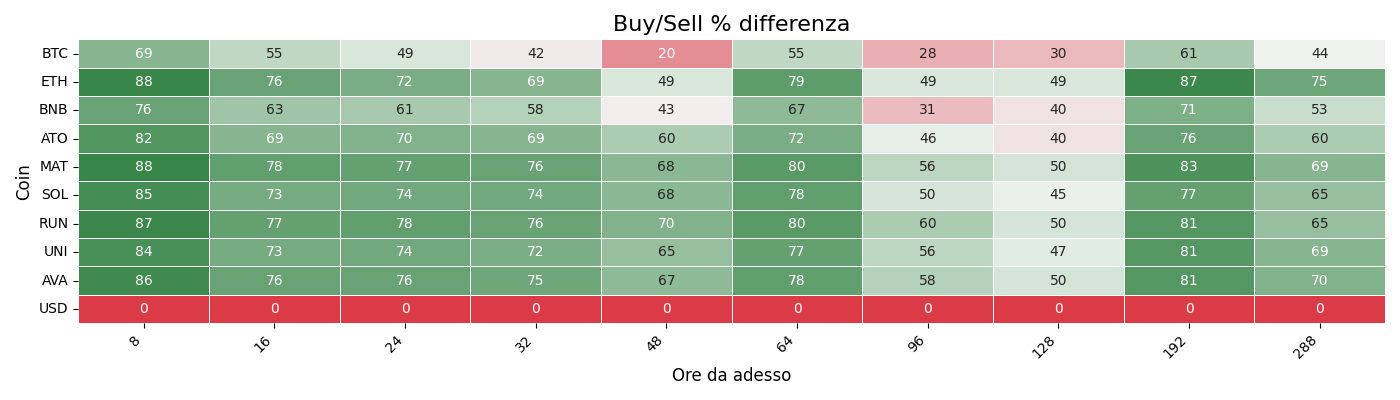 Buy/Sell % differenza
Coin
BTC 69 55 49 42 20 55 28 30 61 44
ETH 88 76 72 69 49 79 49 49 87 75
BNB 76 63 61 58 43 67 31 40 71 53
ATO 82 69 70 69 60 72 46 40 76 60
MAT 88 78 77 76 68 80 56 50 83 69
SOL 85 73 74 74 68 78 50 45 77 65
RUN 87 77 78 76 70 80 60 50 81 65
UNI 84 73 74 72 65 77 56 47 81 69
AVA 86 76 76 75 67 78 58 50 81 70
USD 0 0 0 0 0 0 0 0 0 0
8 16 24 32 48 64 96 128 192 288
Ore da adesso